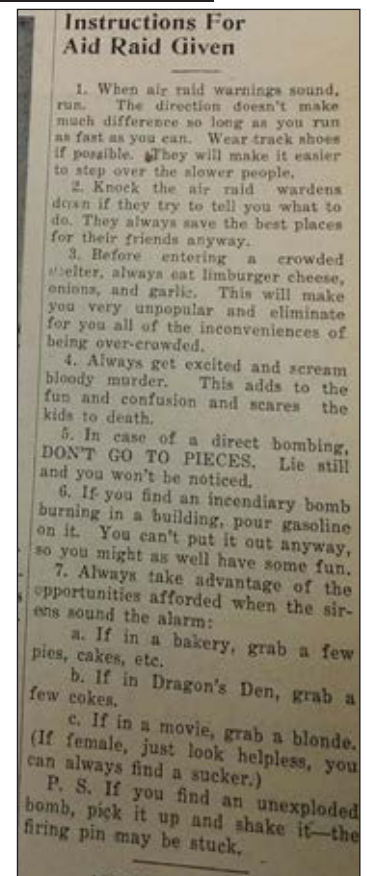 Instructions For
Aid Raid Given
1. When air raid warnings sound,
run. The direction doesn't make
much difference so long as you run
as fast as you can. Wear track shoes
if possible. They will make it easier
to step over the slower people.
2. Knock the air raid wardens
down if they try to tell you what to
do. They always save the best places
for their friends anyway.
3. Before entering a crowded
shelter, always eat limburger cheese,
onions, and garlic. This will make
you very unpopular and eliminate
for you all of the inconveniences of
being over-crowded.
4. Always get excited and scream
bloody murder. This adds to the
fun and confusion and scares the
kids to death.
5. In case of a direct bombing,
DON'T GO TO PIECES. Lie still
and you won't be noticed.
6. If you find an incendiary bomb
burning in a building, pour gasoline
on it. You can't put it out anyway,
so you might as well have some fun.
7. Always take advantage of the
opportunities afforded when the sir-
ens sound the alarm:
a. If in a bakery, grab a few
pies, cakes, etc.
b. If in Dragon's Den, grab a
few cokes.
c. If in a movie, grab a blonde.
(If female, just look helpless, you
can always find a sucker.)
P. S. If you find an unexploded
bomb, pick it up and shake it—the
firing pin may be stuck.